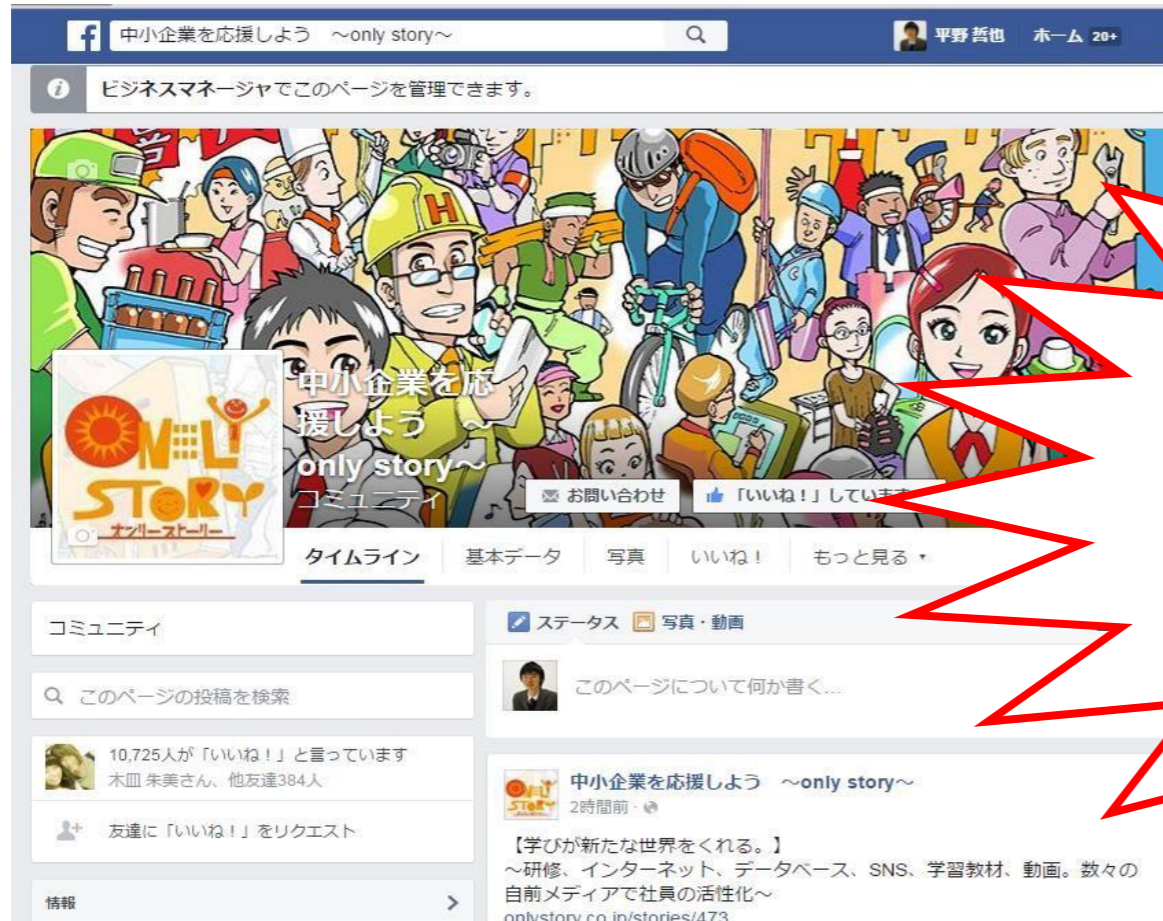 中小企業を応援しよう ～only story～
平野 哲也 ホーム 20+
ビジネスマネージャでこのページを管理できます。
H
ONLY
STORY
オンリーストーリー
中小企業を応
援しよう ～
only story～
コミュニティ
お問い合わせ 「いいね！」しています
タイムライン 基本データ 写真 いいね！ もっと見る
コミュニティ
このページの投稿を検索
10,725人が「いいね！」と言っています
木皿 朱美さん、他友達384人
友達に「いいね！」をリクエスト
情報
ステータス 写真・動画
このページについて何か書く...
ONLY
STORY
中小企業を応援しよう ～only story～
2時間前
【学びが新たな世界をくれる。】
～研修、インターネット、データベース、SNS、学習教材、動画。数々の
自前メディアで社員の活性化～
onlystory.co.jp/stories/473